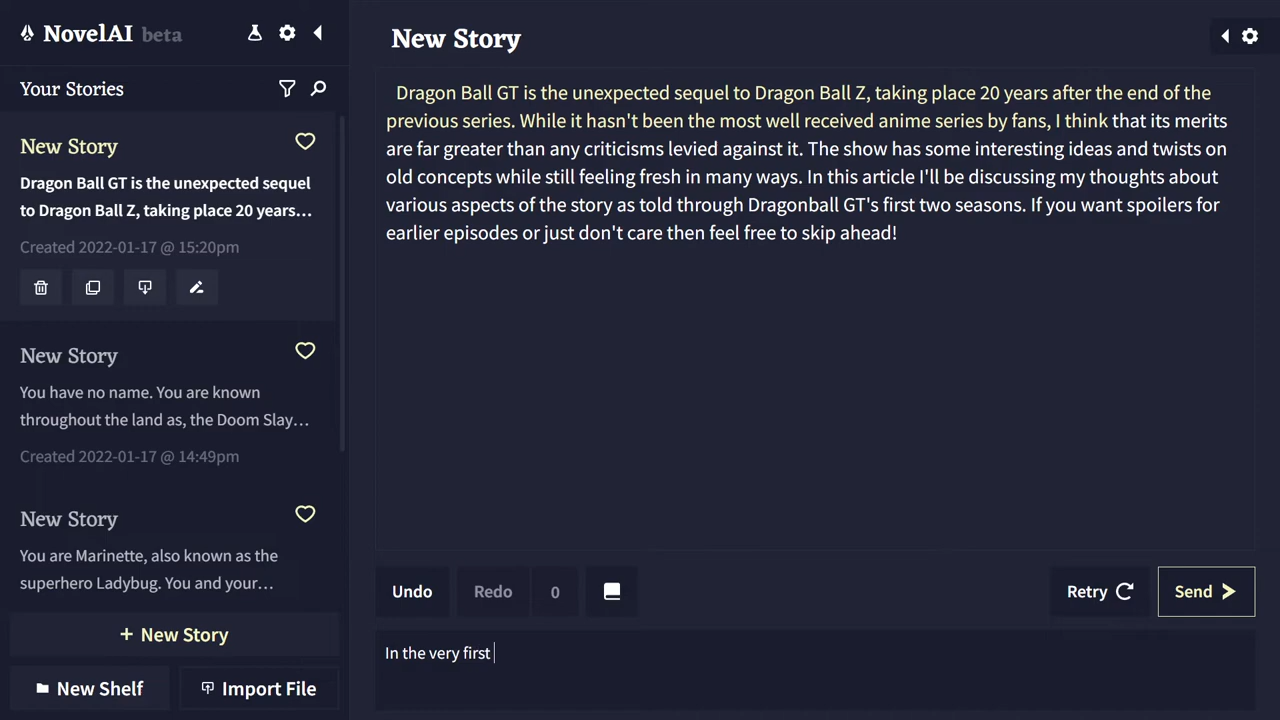 NovelAI beta
Your Stories
New Story
Dragon Ball GT is the unexpected sequel
to Dragon Ball Z, taking place 20 years...
Created 2022-01-17 @ 15:20pm
New Story
You have no name. You are known
throughout the land as, the Doom Slay...
Created 2022-01-17 @ 14:49pm
New Story
You are Marinette, also known as the
superhero Ladybug. You and your...
+ New Story
New Shelf
Import File
New Story
Dragon Ball GT is the unexpected sequel to Dragon Ball Z, taking place 20 years after the end of the
previous series. While it hasn't been the most well received anime series by fans, I think that its merits
are far greater than any criticisms levied against it. The show has some interesting ideas and twists on
old concepts while still feeling fresh in many ways. In this article I'll be discussing my thoughts about
various aspects of the story as told through Dragonball GT's first two seasons. If you want spoilers for
earlier episodes or just don't care then feel free to skip ahead!
Undo
Redo
0
Retry
Send
In the very first